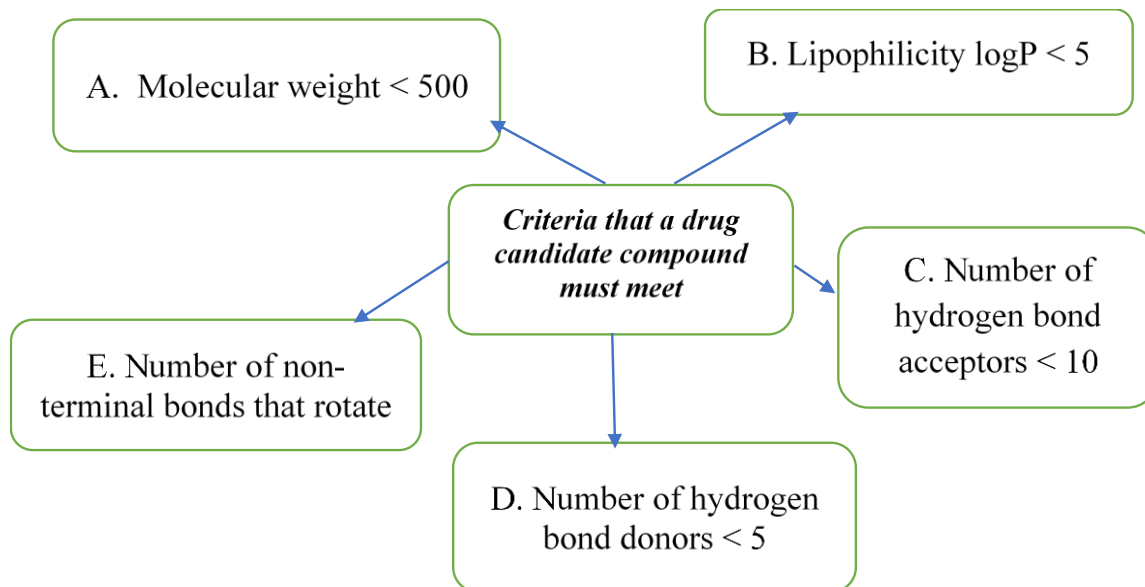 A. Molecular weight < 500
B. Lipophilicity logP < 5
Criteria that a drug
candidate compound
must meet
C. Number of
hydrogen bond
acceptors < 10
E. Number of non-
terminal bonds that rotate
D. Number of hydrogen
bond donors < 5